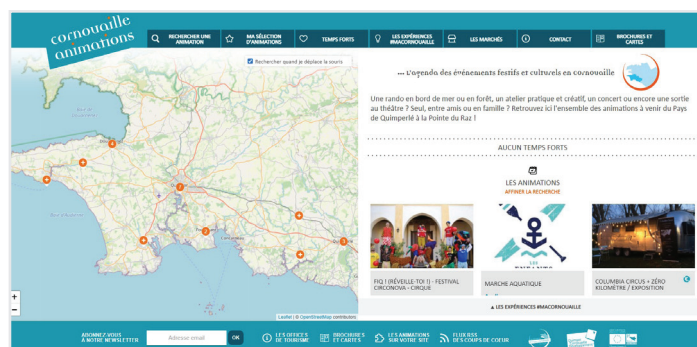 cornouaille
animations
RECHERCHER UNE
ANIMATION
MA SÉLECTION
D'ANIMATIONS
TEMPS FORTS
LES EXPÉRIENCES
#MACORNOUAILLE
LES MARCHÉS
CONTACT
BROCHURES ET
CARTES
Rechercher quand je déplace la souris
... L'agenda des événements festifs et culturels en cornouaille
Une rando en bord de mer ou en forêt, un atelier pratique et créatif, un concert ou encore une sortie
au théâtre ? Seul, entre amis ou en famille ? Retrouvez ici l'ensemble des animations à venir du Pays
de Quimperlé à la Pointe du Raz !
AUCUN TEMPS FORTS
LES ANIMATIONS
AFFINER LA RECHERCHE
LES
FIQ ! (RÉVEILLE-TOI !) - FESTIVAL
CIRCONOVA - CIRQUE
MARCHE AQUATIQUE
COLUMBIA CIRCUS + ZÉRO
KILOMÈTRE / EXPOSITION
▲ LES EXPÉRIENCES #MACORNOUAILLE
+
−
Leaflet | © OpenStreetMap contributors
ABONNEZ-VOUS
À NOTRE NEWSLETTER
Adresse email
OK
LES OFFICES
DE TOURISME
BROCHURES
ET CARTES
LES ANIMATIONS
SUR VOTRE SITE
FLUX RSS
DES COUPS DE COEUR